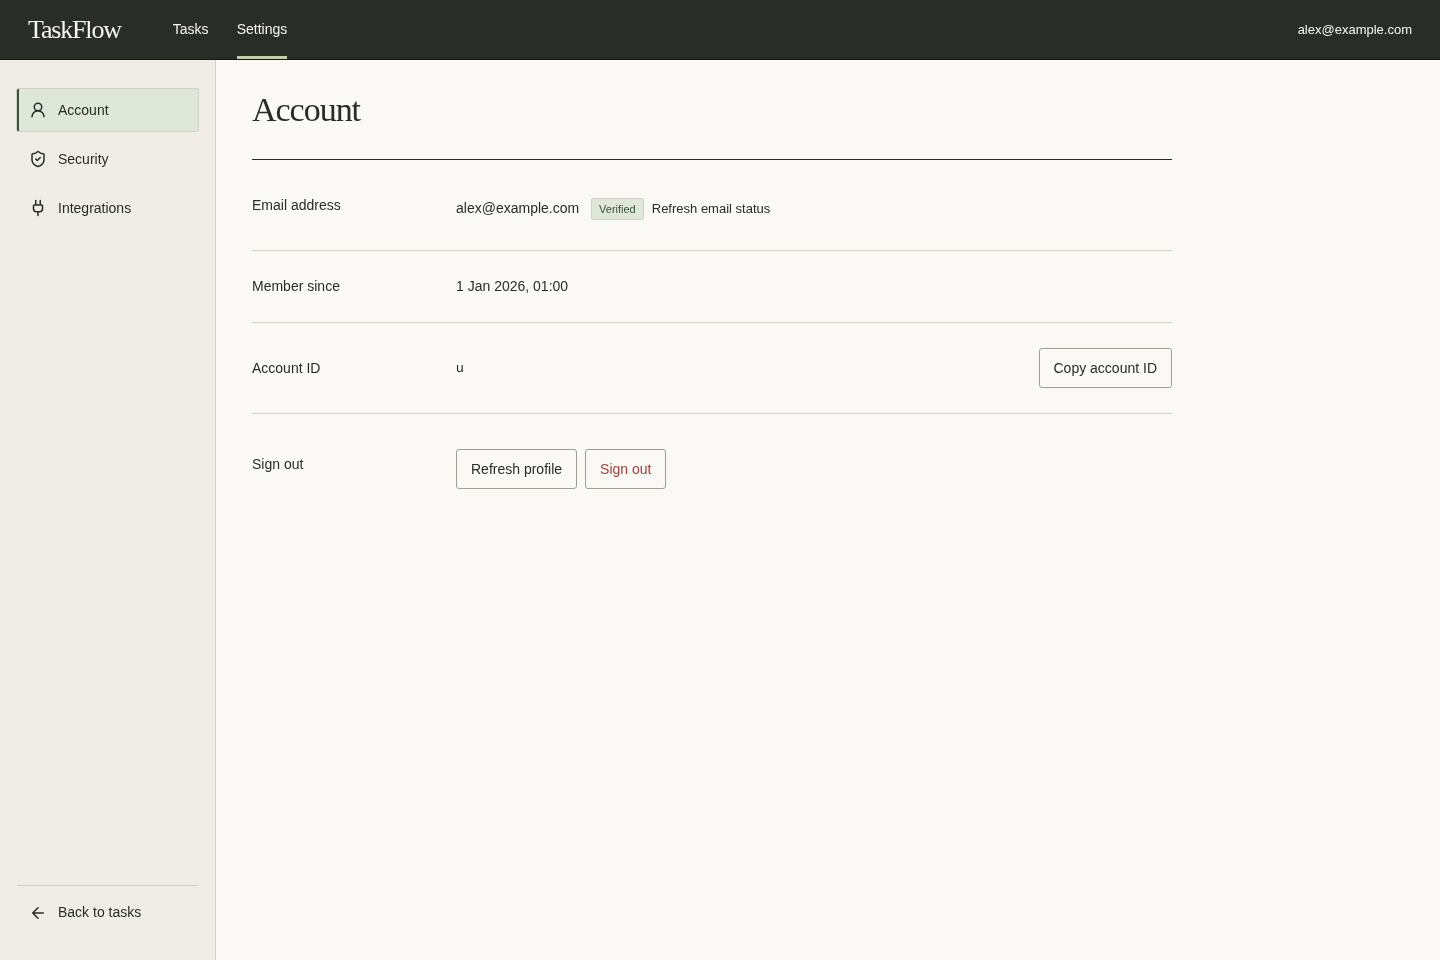 TaskFlow
Tasks
Settings
alex@example.com
Account
Security
Integrations
Back to tasks
Account
Email address
alex@example.com Verified Refresh email status
Member since
1 Jan 2026, 01:00
Account ID
u
Copy account ID
Sign out
Refresh profile
Sign out